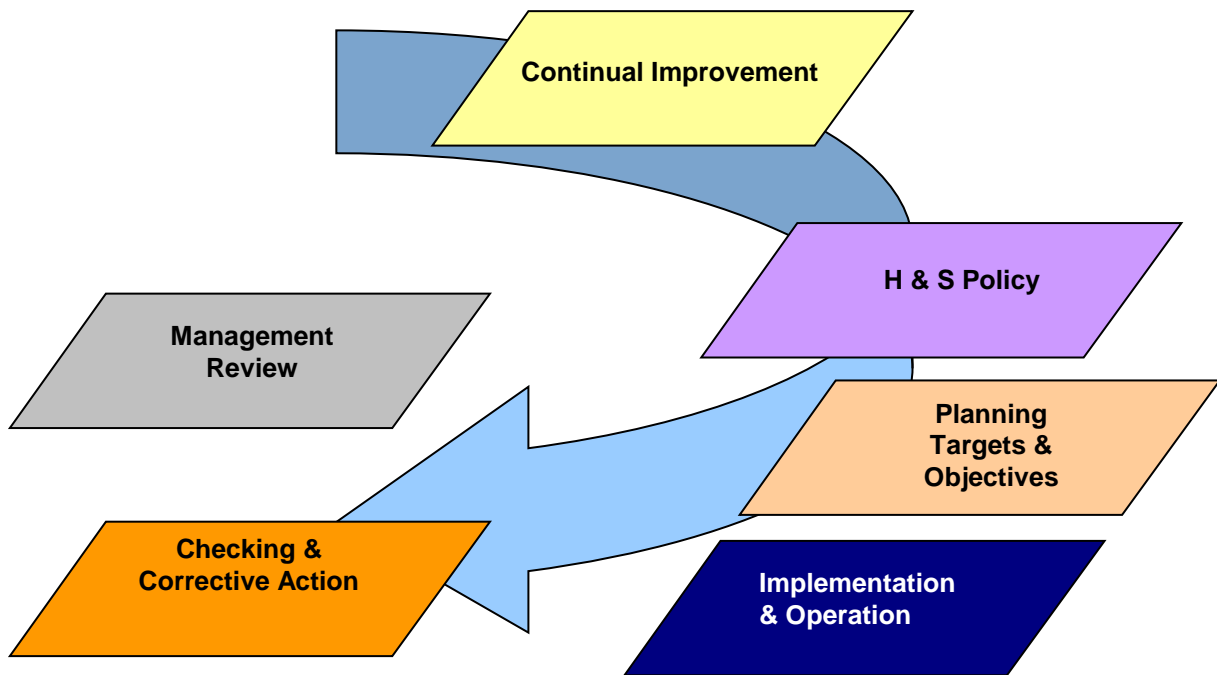 Continual Improvement
H & S Policy
Management
Review
Planning
Targets &
Objectives
Checking &
Corrective Action
Implementation
& Operation